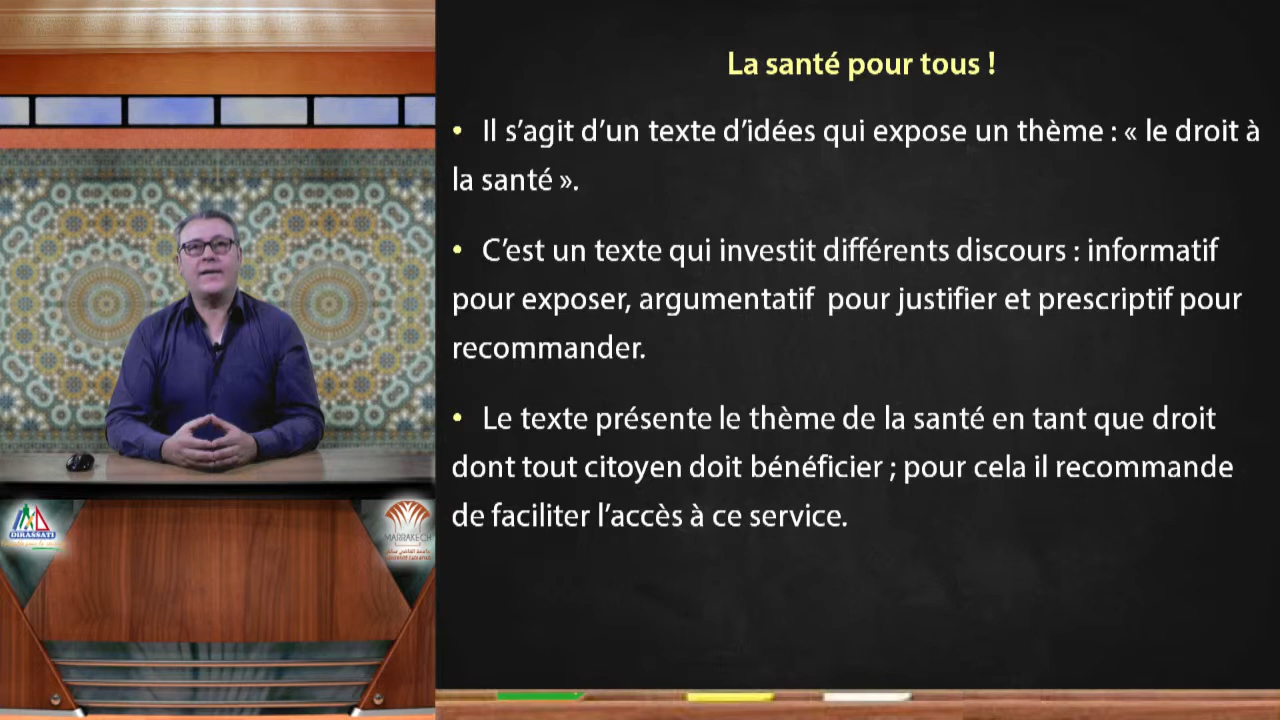 La santé pour tous !
• Il s’agit d’un texte d’idées qui expose un thème : « le droit à
la santé ».
• C’est un texte qui investit différents discours : informatif
pour exposer, argumentatif pour justifier et prescriptif pour
recommander.
• Le texte présente le thème de la santé en tant que droit
dont tout citoyen doit bénéficier ; pour cela il recommande
de faciliter l’accès à ce service.
DIRASSATI
MARRAKECH